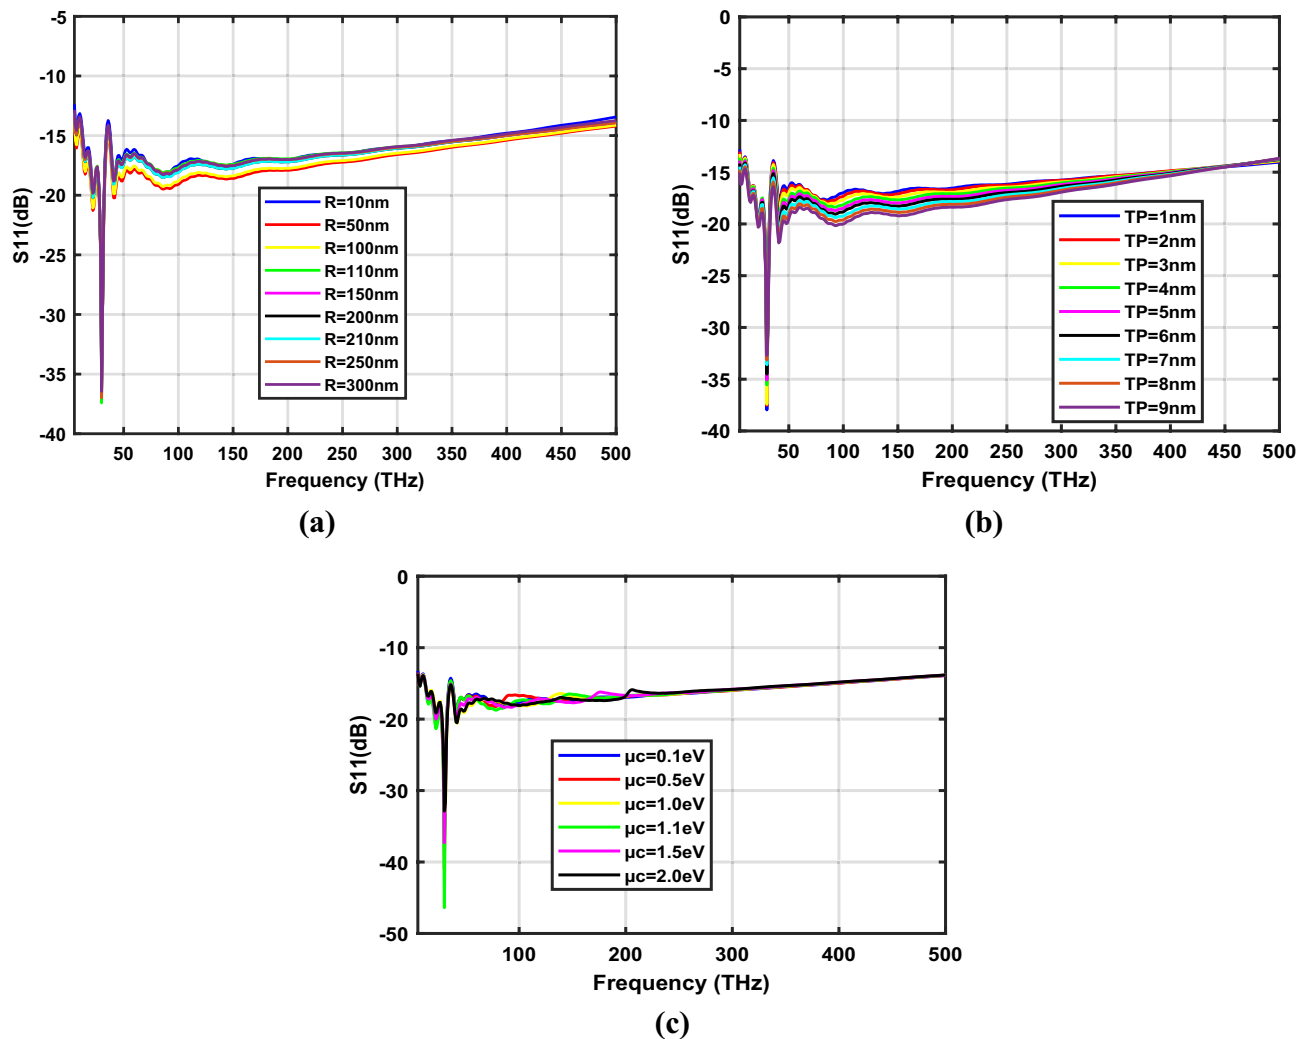 -5
-10
-15
-20
-25
-30
-35
-40
S11(dB)
R=10nm
R=50nm
R=100nm
R=110nm
R=150nm
R=200nm
R=210nm
R=250nm
R=300nm
50 100 150 200 250 300 350 400 450 500
Frequency (THz)
(a)
0
-5
-10
-15
-20
-25
-30
-35
-40
S11(dB)
TP=1nm
TP=2nm
TP=3nm
TP=4nm
TP=5nm
TP=6nm
TP=7nm
TP=8nm
TP=9nm
50 100 150 200 250 300 350 400 450 500
Frequency (THz)
(b)
0
-10
-20
-30
-40
-50
S11(dB)
μc=0.1eV
μc=0.5eV
μc=1.0eV
μc=1.1eV
μc=1.5eV
μc=2.0eV
100 200 300 400 500
Frequency (THz)
(c)